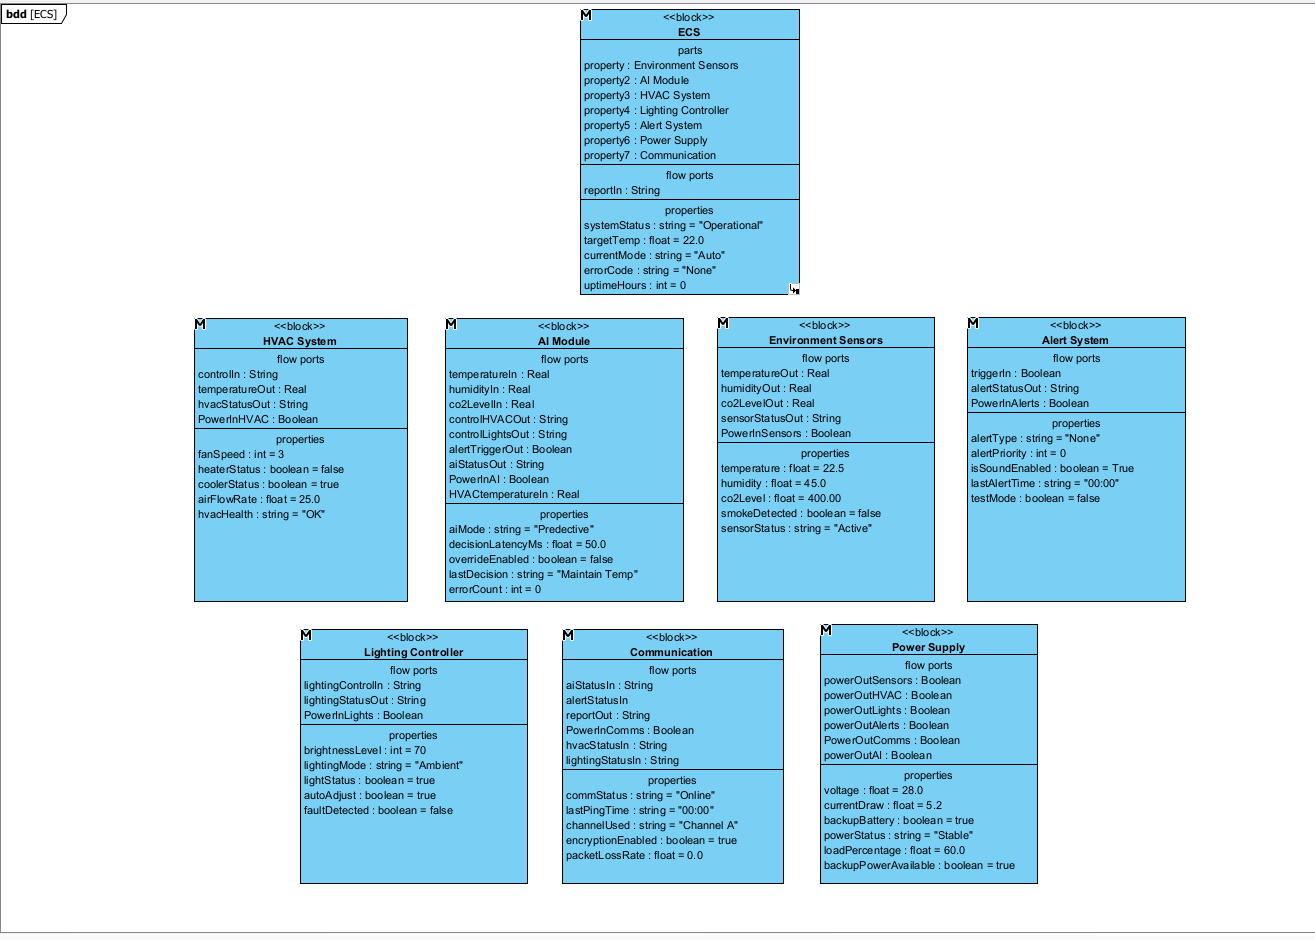 bdd [ECS]
<<block>>
ECS
parts
property : Environment Sensors
property2 : AI Module
property3 : HVAC System
property4 : Lighting Controller
property5 : Alert System
property6 : Power Supply
property7 : Communication
flow ports
reportIn : String
properties
systemStatus : string = "Operational"
targetTemp : float = 22.0
currentMode : string = "Auto"
errorCode : string = "None"
uptimeHours : int = 0
<<block>>
HVAC System
flow ports
controlIn : String
temperatureOut : Real
hvacStatusOut : String
PowerInHVAC : Boolean
properties
fanSpeed : int = 3
heaterStatus : boolean = false
coolerStatus : boolean = true
airFlowRate : float = 25.0
hvacHealth : string = "OK"
<<block>>
AI Module
flow ports
temperatureIn : Real
humidityIn : Real
co2LevelIn : Real
controlHVACOut : String
controlLightsOut : String
alertTriggerOut : Boolean
aiStatusOut : String
PowerInAI : Boolean
HVACtemperatureIn : Real
properties
aiMode : string = "Predective"
decisionLatencyMs : float = 50.0
overrideEnabled : boolean = false
lastDecision : string = "Maintain Temp"
errorCount : int = 0
<<block>>
Environment Sensors
flow ports
temperatureOut : Real
humidityOut : Real
co2LevelOut : Real
sensorStatusOut : String
PowerInSensors : Boolean
properties
temperature : float = 22.5
humidity : float = 45.0
co2Level : float = 400.00
smokeDetected : boolean = false
sensorStatus : string = "Active"
<<block>>
Alert System
flow ports
triggerIn : Boolean
alertStatusOut : String
PowerInAlerts : Boolean
properties
alertType : string = "None"
alertPriority : int = 0
isSoundEnabled : boolean = True
lastAlertTime : string = "00:00"
testMode : boolean = false
<<block>>
Lighting Controller
flow ports
lightingControlIn : String
lightingStatusOut : String
PowerInLights : Boolean
properties
brightnessLevel : int = 70
lightingMode : string = "Ambient"
lightStatus : boolean = true
autoAdjust : boolean = true
faultDetected : boolean = false
<<block>>
Communication
flow ports
aiStatusIn : String
alertStatusIn
reportOut : String
PowerInComms : Boolean
hvacStatusIn : String
lightingStatusIn : String
properties
commStatus : string = "Online"
lastPingTime : string = "00:00"
channelUsed : string = "Channel A"
encryptionEnabled : boolean = true
packetLossRate : float = 0.0
<<block>>
Power Supply
flow ports
powerOutSensors : Boolean
powerOutHVAC : Boolean
powerOutLights : Boolean
powerOutAlerts : Boolean
PowerOutComms : Boolean
powerOutAI : Boolean
properties
voltage : float = 28.0
currentDraw : float = 5.2
backupBattery : boolean = true
powerStatus : string = "Stable"
loadPercentage : float = 60.0
backupPowerAvailable : boolean = true